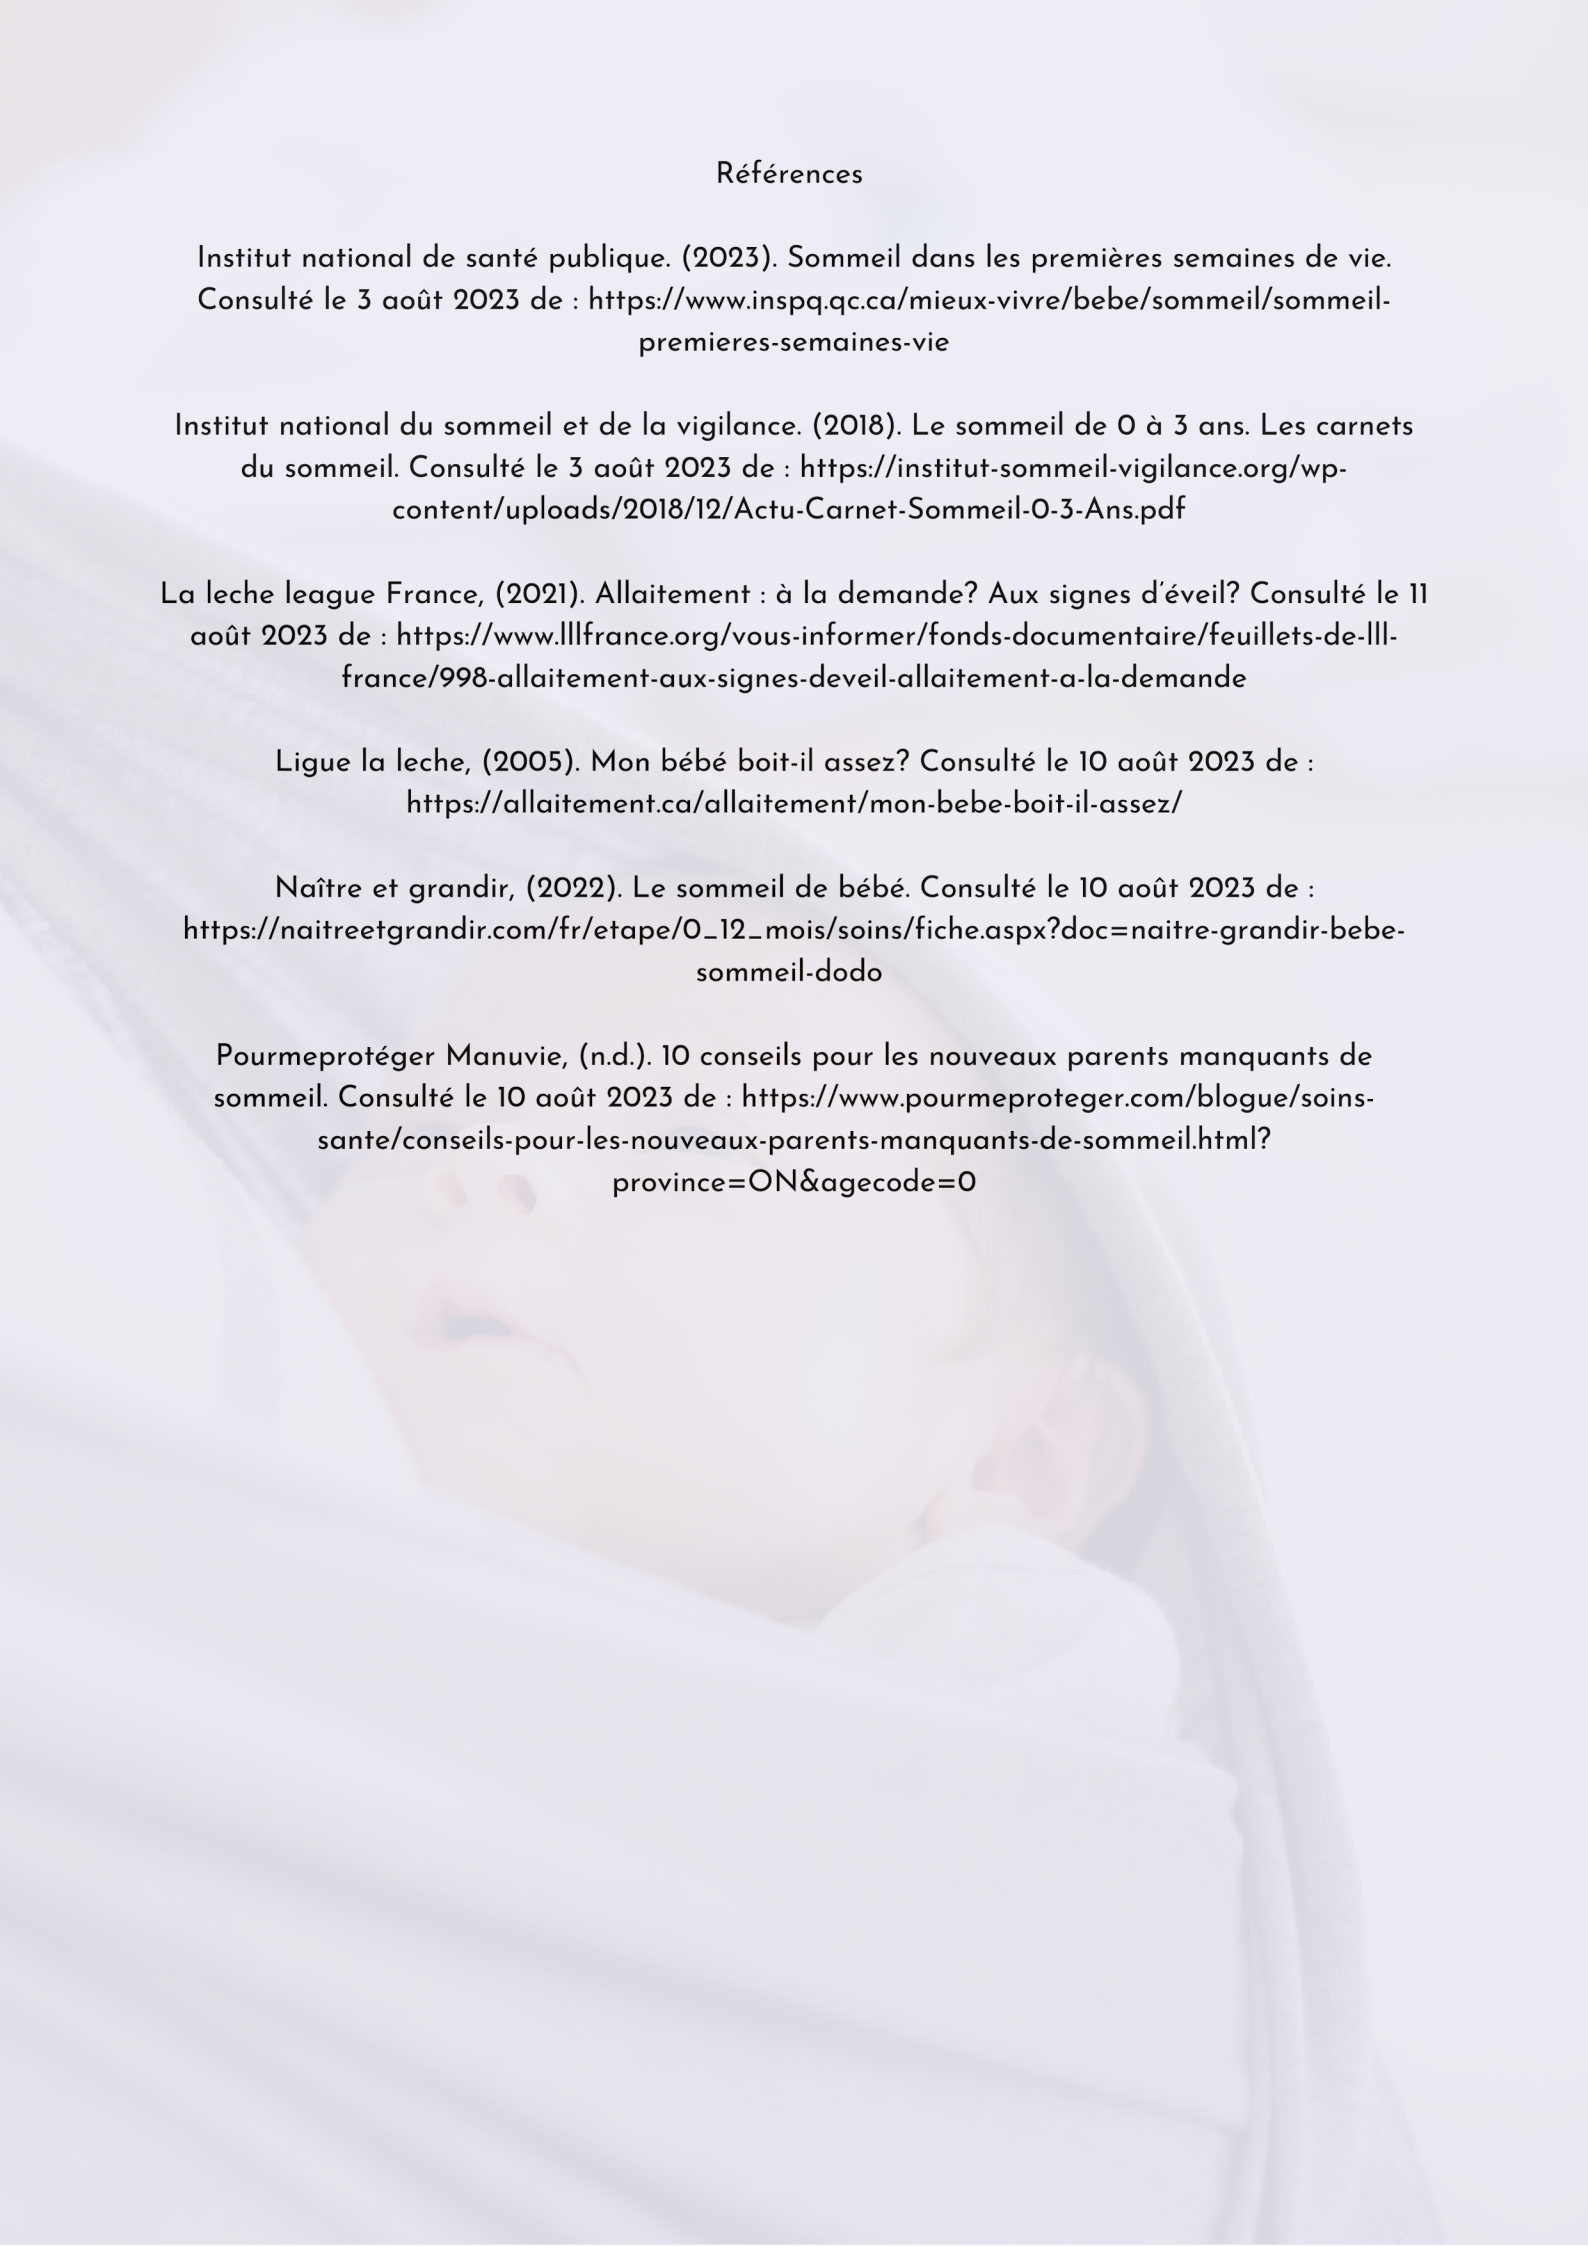 Références
Institut national de santé publique. (2023). Sommeil dans les premières semaines de vie.
Consulté le 3 août 2023 de : https://www.inspq.qc.ca/mieux-vivre/bebe/sommeil/sommeil-
premieres-semaines-vie
Institut national du sommeil et de la vigilance. (2018). Le sommeil de 0 à 3 ans. Les carnets
du sommeil. Consulté le 3 août 2023 de : https://institut-sommeil-vigilance.org/wp-
content/uploads/2018/12/Actu-Carnet-Sommeil-0-3-Ans.pdf
La leche league France, (2021). Allaitement : à la demande? Aux signes d'éveil? Consulté le 11
août 2023 de : https://www.lllfrance.org/vous-informer/fonds-documentaire/feuillets-de-lll-
france/998-allaitement-aux-signes-deveil-allaitement-a-la-demande
Ligue la leche, (2005). Mon bébé boit-il assez? Consulté le 10 août 2023 de :
https://allaitement.ca/allaitement/mon-bebe-boit-il-assez/
Naître et grandir, (2022). Le sommeil de bébé. Consulté le 10 août 2023 de :
https://naitreetgrandir.com/fr/etape/0_12_mois/soins/fiche.aspx?doc=naitre-grandir-bebe-
sommeil-dodo
Pourmeprotéger Manuvie, (n.d.). 10 conseils pour les nouveaux parents manquants de
sommeil. Consulté le 10 août 2023 de : https://www.pourmeproteger.com/blogue/soins-
sante/conseils-pour-les-nouveaux-parents-manquants-de-sommeil.html?
province=ON&agecode=0